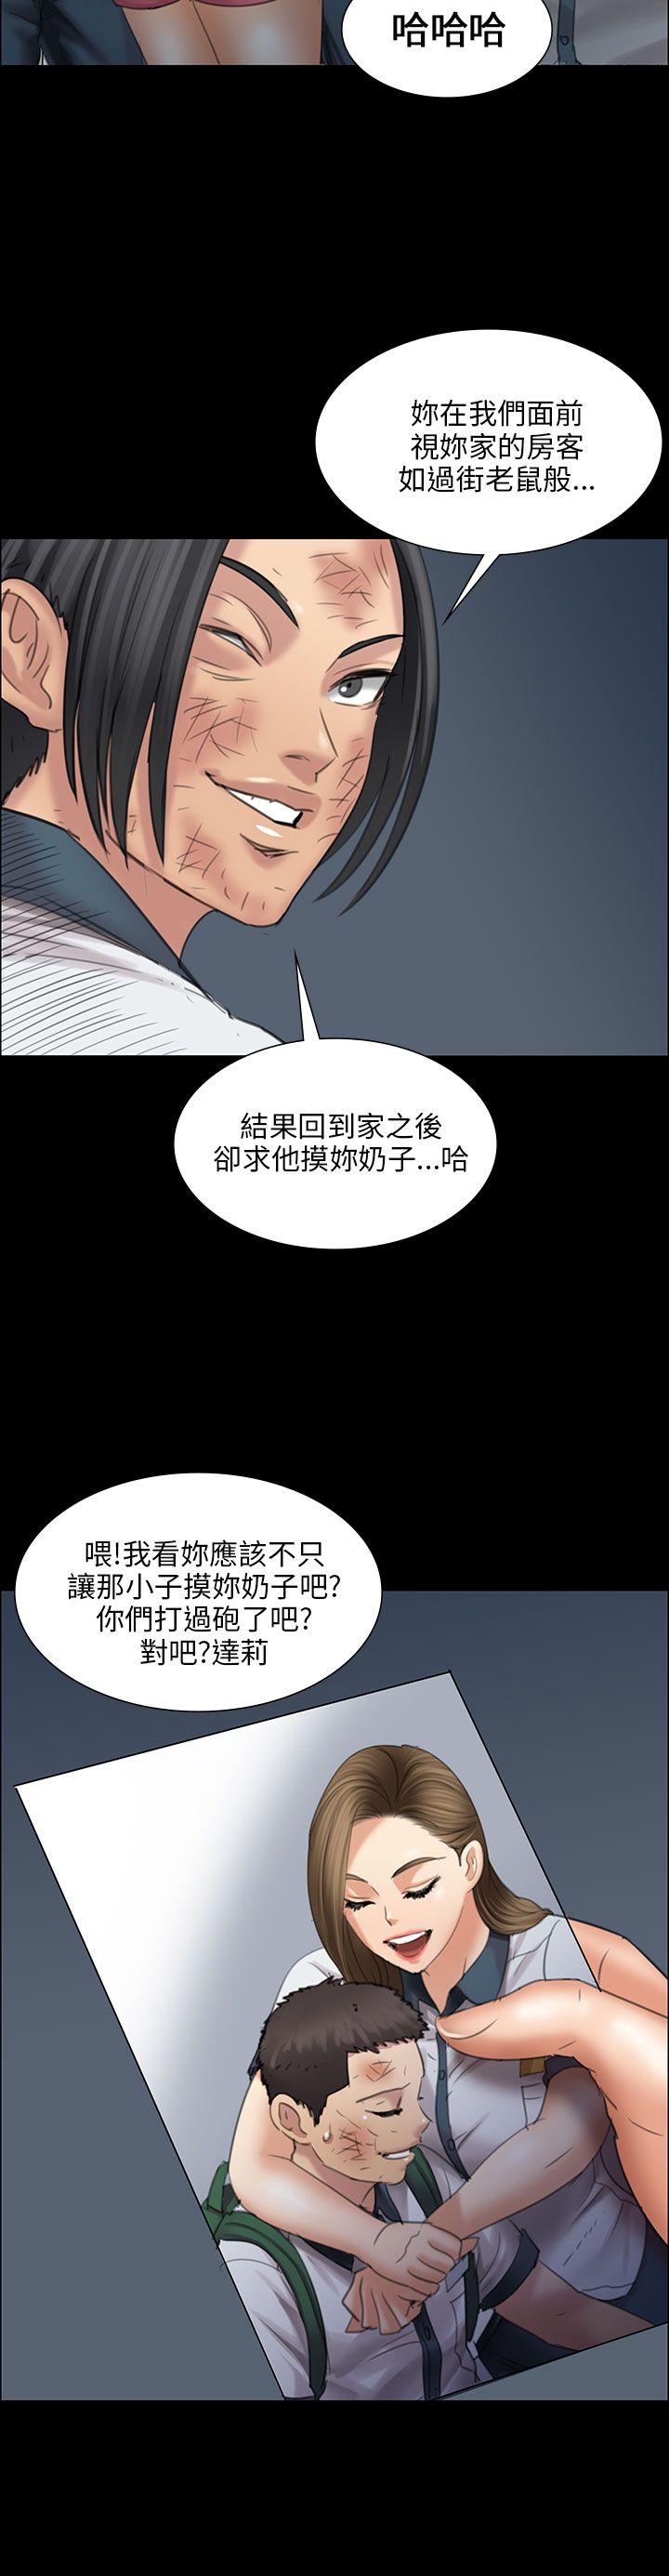 哈哈哈
妳在我們面前
視妳家的房客
如過街老鼠般...
結果回到家之後
卻求他摸妳奶子...哈
喂!我看妳應該不只
讓那小子摸妳奶子吧?
你們打過砲了吧?
對吧?達莉